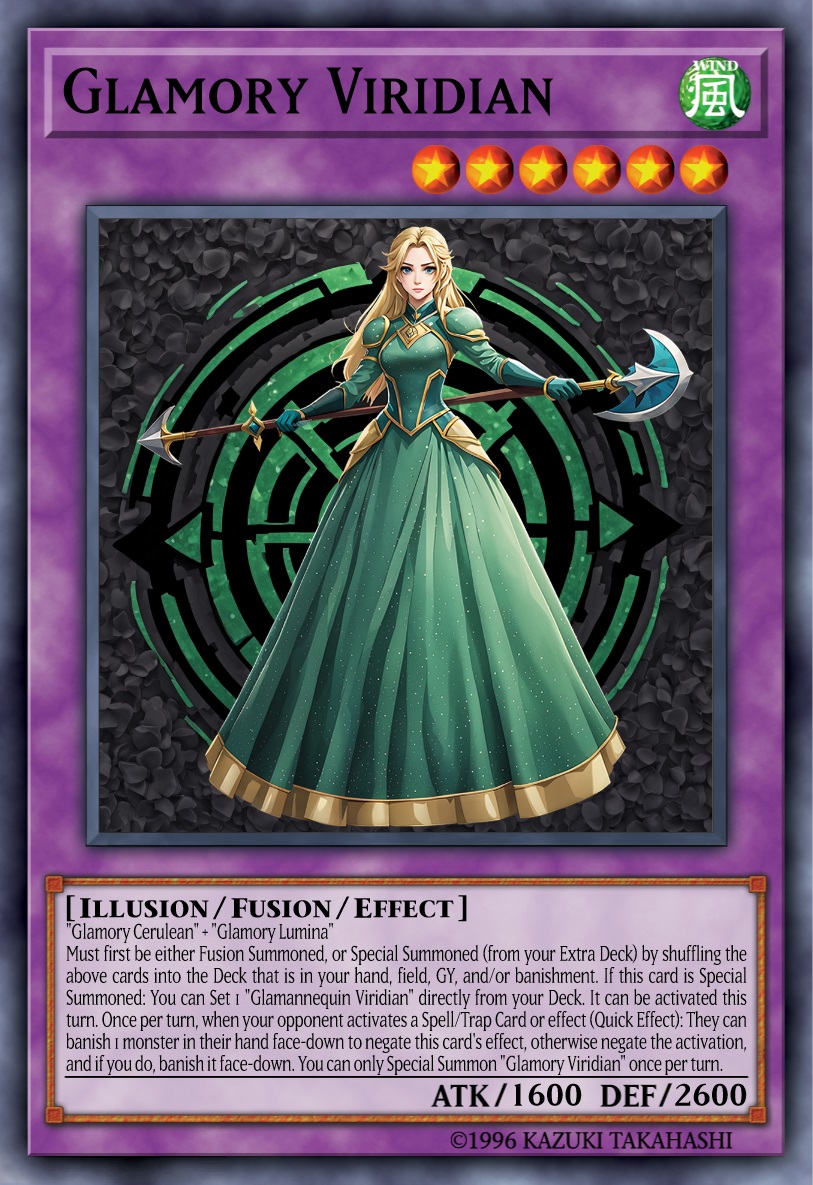 GLAMORY VIRIDIAN
WIND
風
[ ILLUSION / FUSION / EFFECT ]
"Glamory Cerulean" + "Glamory Lumina"
Must first be either Fusion Summoned, or Special Summoned (from your Extra Deck) by shuffling the
above cards into the Deck that is in your hand, field, GY, and/or banishment. If this card is Special
Summoned: You can Set 1 "Glamannequin Viridian" directly from your Deck. It can be activated this
turn. Once per turn, when your opponent activates a Spell/Trap Card or effect (Quick Effect): They can
banish 1 monster in their hand face-down to negate this card's effect, otherwise negate the activation,
and if you do, banish it face-down. You can only Special Summon "Glamory Viridian" once per turn.
ATK/1600 DEF/2600
©1996 KAZUKI TAKAHASHI